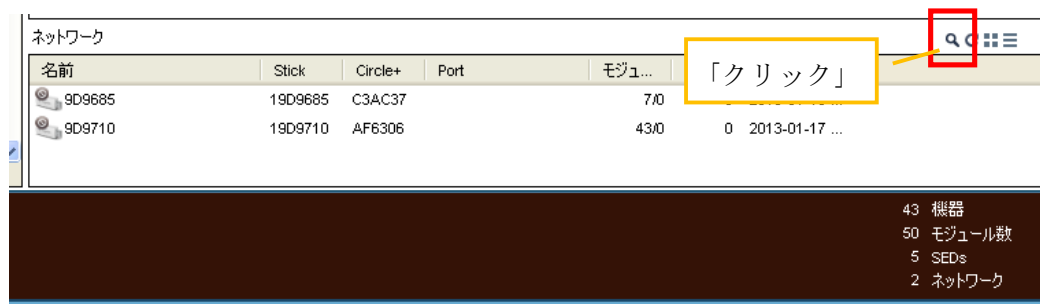 ネットワーク
名前 Stick Circle+ Port モジュ...
「クリック」
9D9685 19D9685 C3AC37 7/0
9D9710 19D9710 AF6306 43/0 0 2013-01-17 ...
43 機器
50 モジュール数
5 SEDs
2 ネットワーク